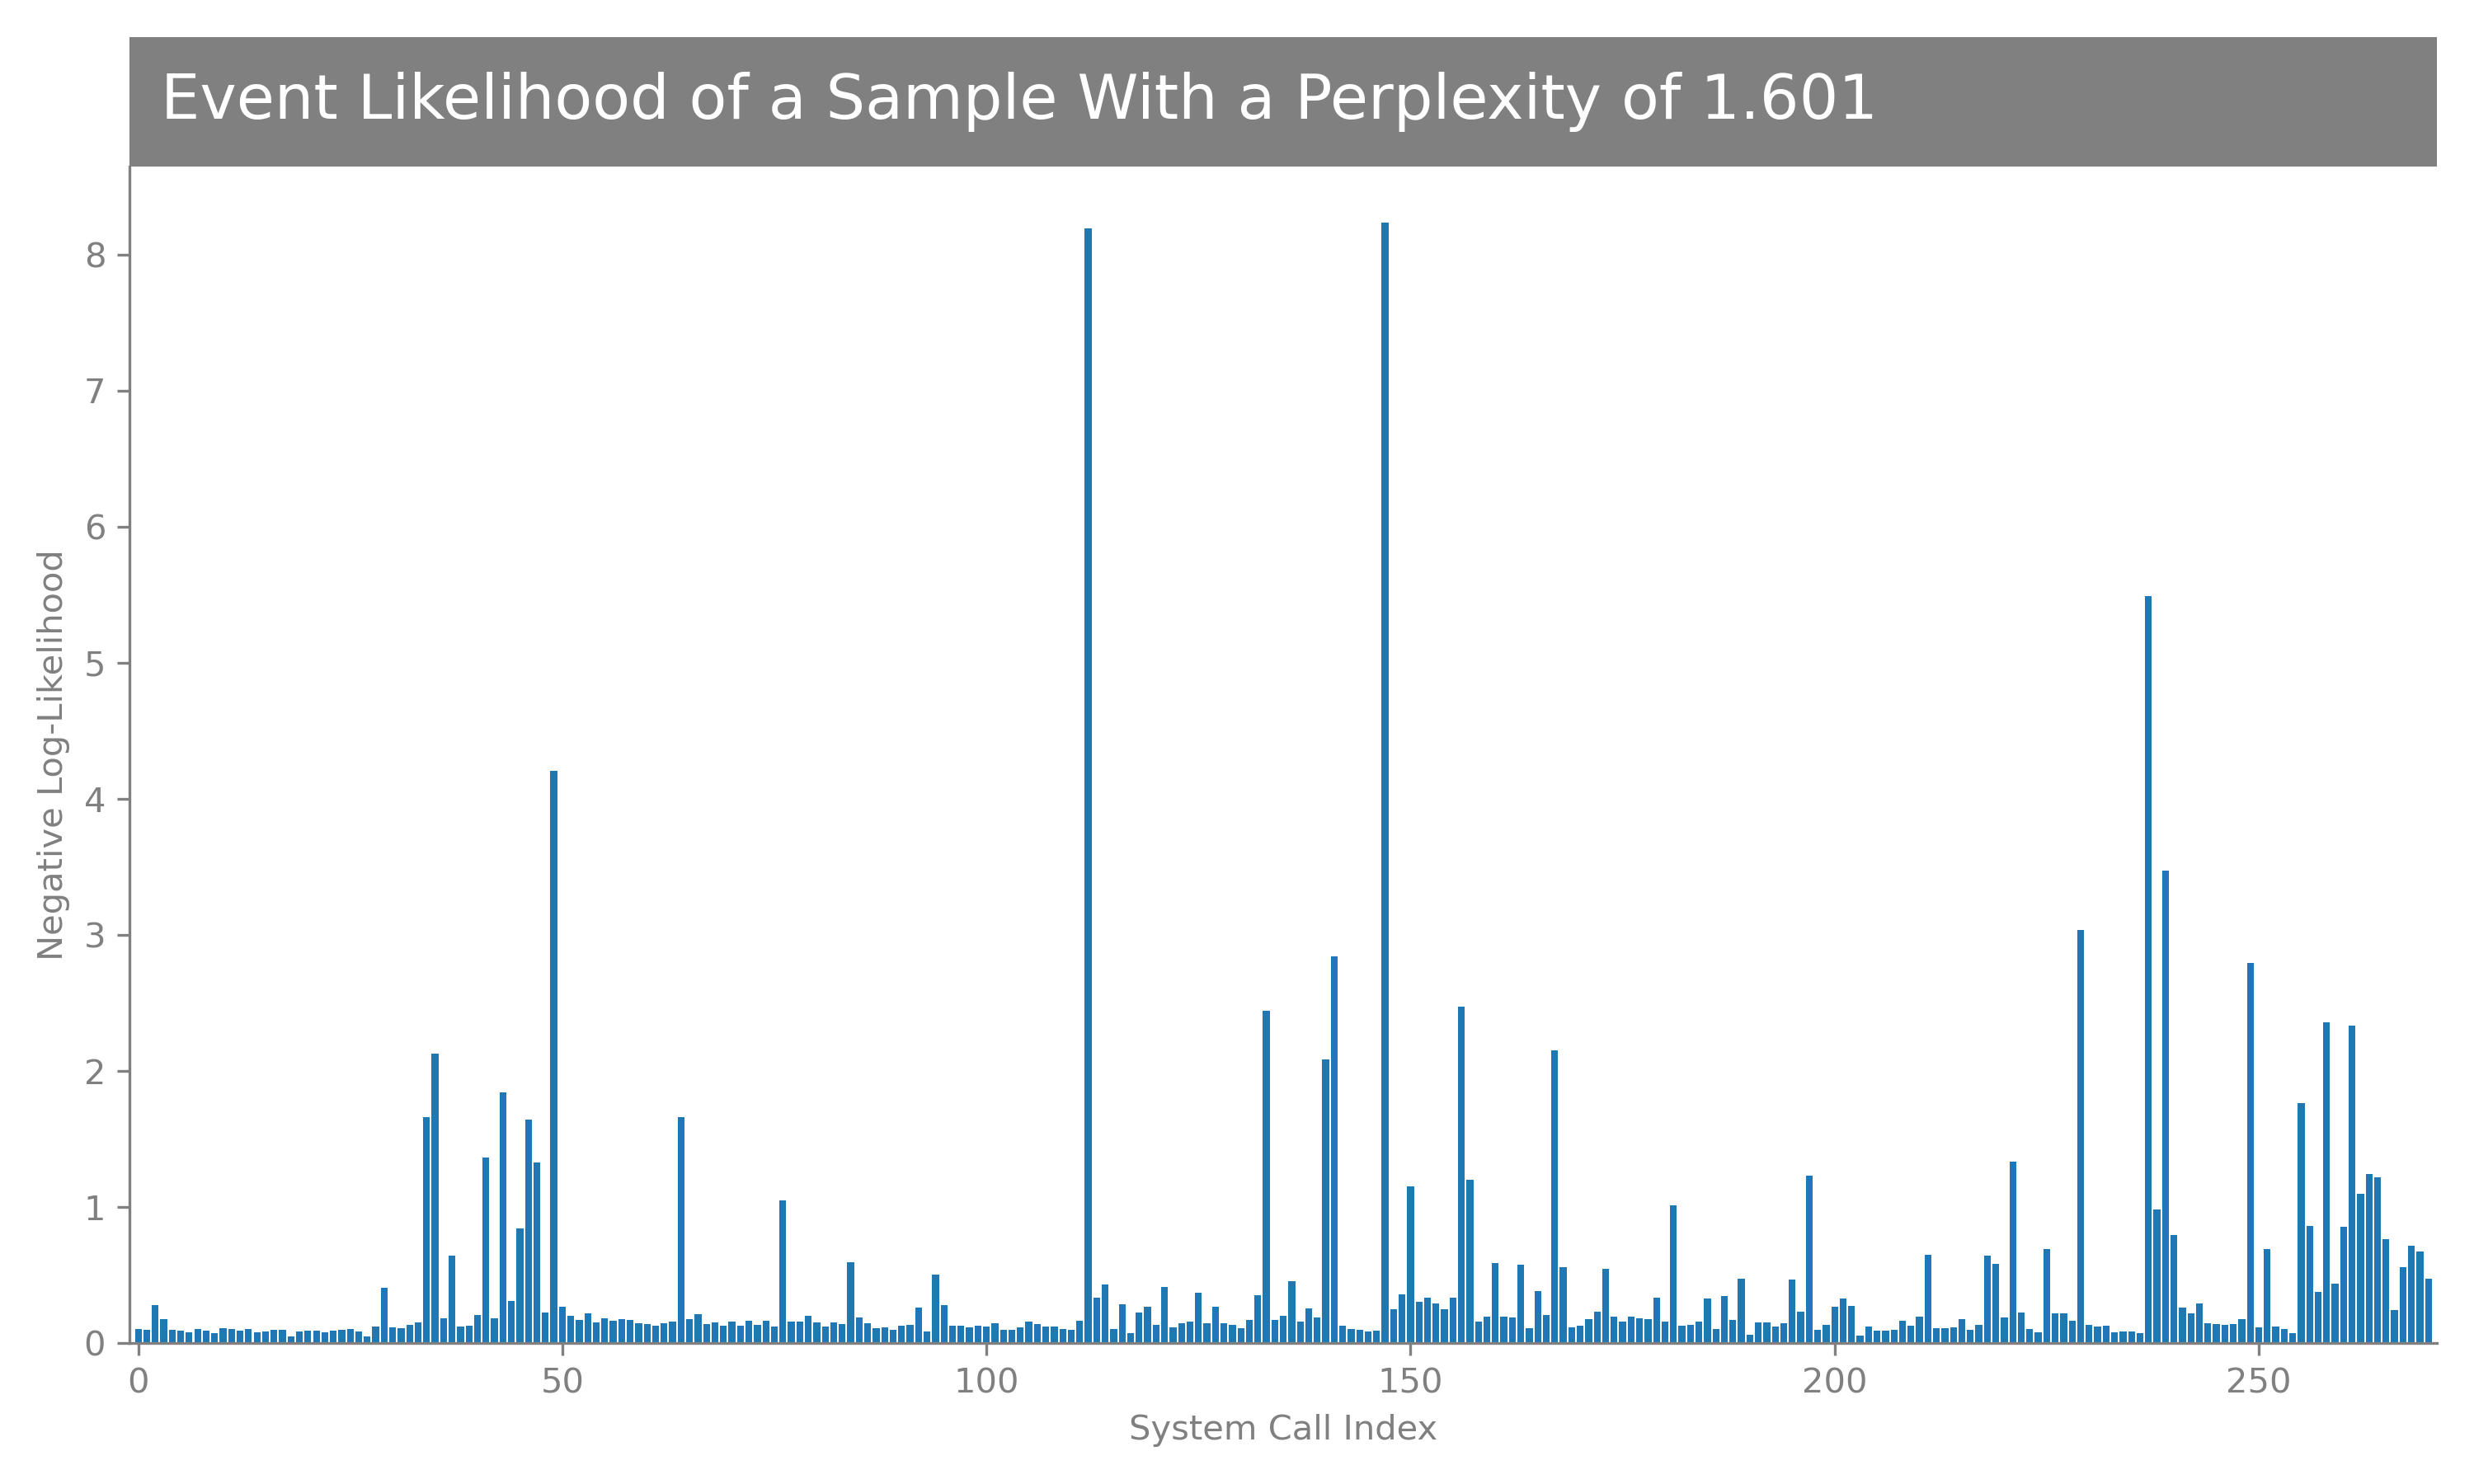 Event Likelihood of a Sample With a Perplexity of 1.601
8
7
6
5
4
3
2
1
0
Negative Log-Likelihood
0 50 100 150 200 250
System Call Index